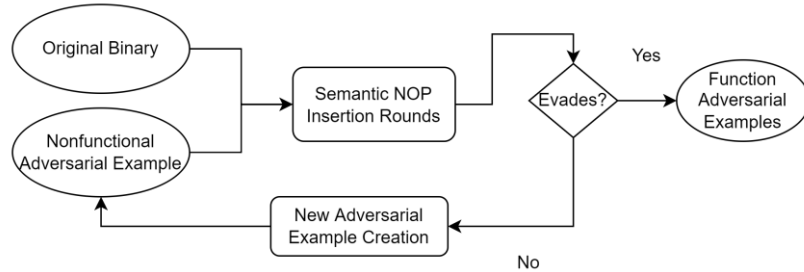 Original Binary
Nonfunctional
Adversarial Example
Semantic NOP
Insertion Rounds
Evades?
Yes
Function
Adversarial
Examples
New Adversarial
Example Creation
No